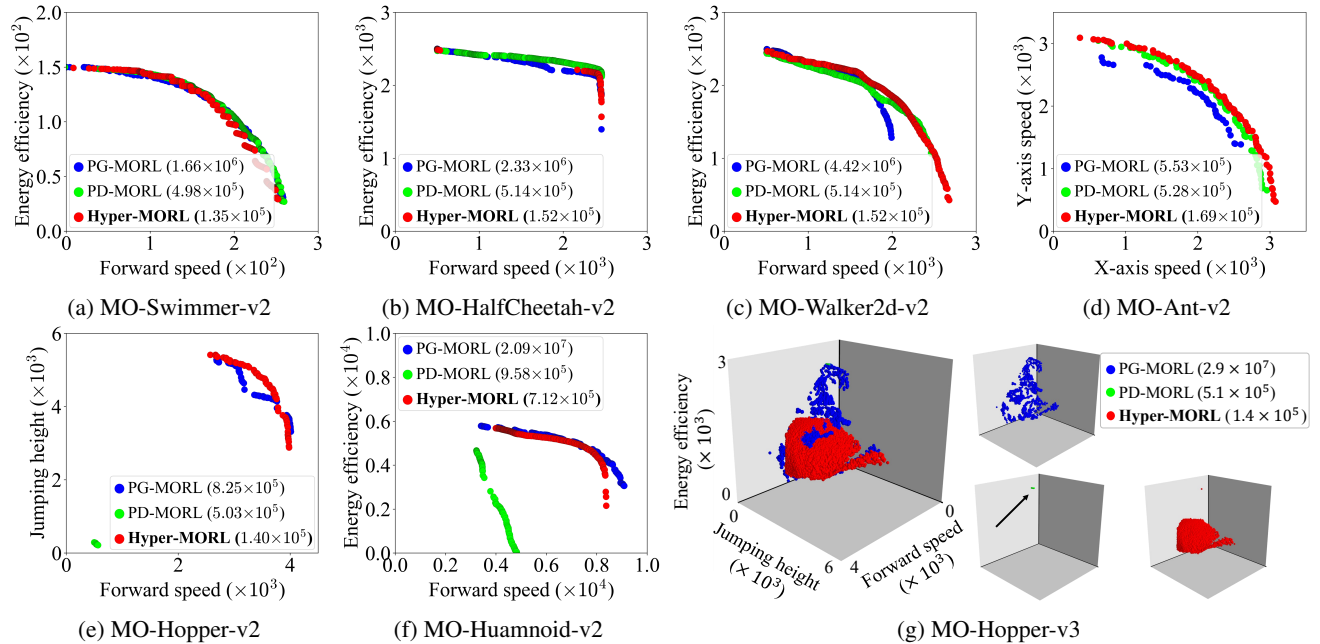 Energy efficiency (×10²)
2.0
1.5
1.0
0.5
0.0
PG-MORL (1.66×10⁶)
PD-MORL (4.98×10⁵)
Hyper-MORL (1.35×10⁵)
0 1 2 3
Forward speed (×10²)
(a) MO-Swimmer-v2
Energy efficiency (×10³)
3
2
1
0
PG-MORL (2.33×10⁶)
PD-MORL (5.14×10⁵)
Hyper-MORL (1.52×10⁵)
0 1 2 3
Forward speed (×10³)
(b) MO-HalfCheetah-v2
Energy efficiency (×10³)
3
2
1
0
PG-MORL (4.42×10⁶)
PD-MORL (5.14×10⁵)
Hyper-MORL (1.52×10⁵)
0 1 2 3
Forward speed (×10³)
(c) MO-Walker2d-v2
Y-axis speed (×10³)
3
2
1
0
PG-MORL (5.53×10⁵)
PD-MORL (5.28×10⁵)
Hyper-MORL (1.69×10⁵)
0 1 2 3
X-axis speed (×10³)
(d) MO-Ant-v2
Jumping height (×10³)
6
4
2
0
PG-MORL (8.25×10⁵)
PD-MORL (5.03×10⁵)
Hyper-MORL (1.40×10⁵)
2 4
Forward speed (×10³)
(e) MO-Hopper-v2
Energy efficiency (×10⁴)
1.0
0.8
0.6
0.4
0.2
0.0
PG-MORL (2.09×10⁷)
PD-MORL (9.58×10⁵)
Hyper-MORL (7.12×10⁵)
0.0 0.2 0.4 0.6 0.8 1.0
Forward speed (×10⁴)
(f) MO-Huamnoid-v2
Energy efficiency
(× 10³)
3
0
0
Jumping height
(× 10³)
6
4
Forward speed
(× 10³)
0
PG-MORL (2.9 × 10⁷)
PD-MORL (5.1 × 10⁵)
Hyper-MORL (1.4 × 10⁵)
(g) MO-Hopper-v3